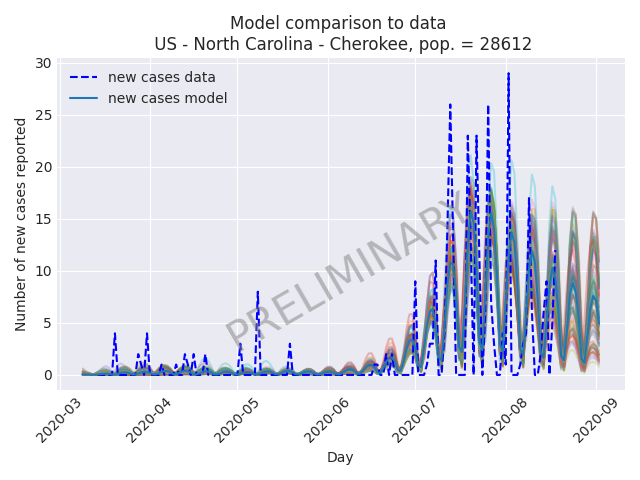 Model comparison to data
US - North Carolina - Cherokee, pop. = 28612
30
25
20
15
10
5
0
Number of new cases reported
new cases data
new cases model
PRELIMINARY
2020-03
2020-04
2020-05
2020-06
2020-07
2020-08
2020-09
Day